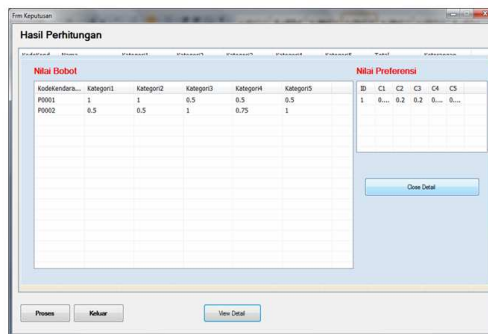 Frm Keputusan
Hasil Perhitungan
Nilai Bobot
Nilai Preferensi
KodeKendara... Kategori1 Kategori2 Kategori3 Kategori4 Kategori5
P0001 1 1 0.5 0.5 0.5
P0002 0.5 0.5 1 0.75 1
ID C1 C2 C3 C4 C5
1 0.... 0.2 0.2 0.... 0....
Close Detail
Proses Keluar View Detail